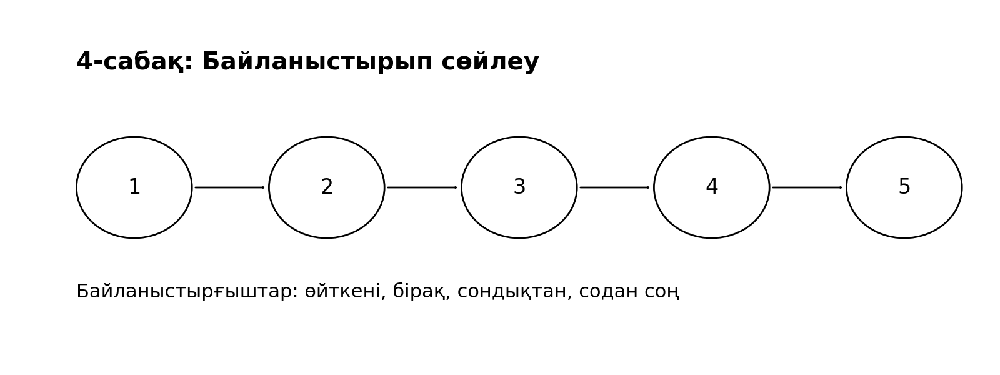 4-сабақ: Байланыстырып сөйлеу
1 2 3 4 5
Байланыстырғыштар: өйткені, бірақ, сондықтан, содан соң